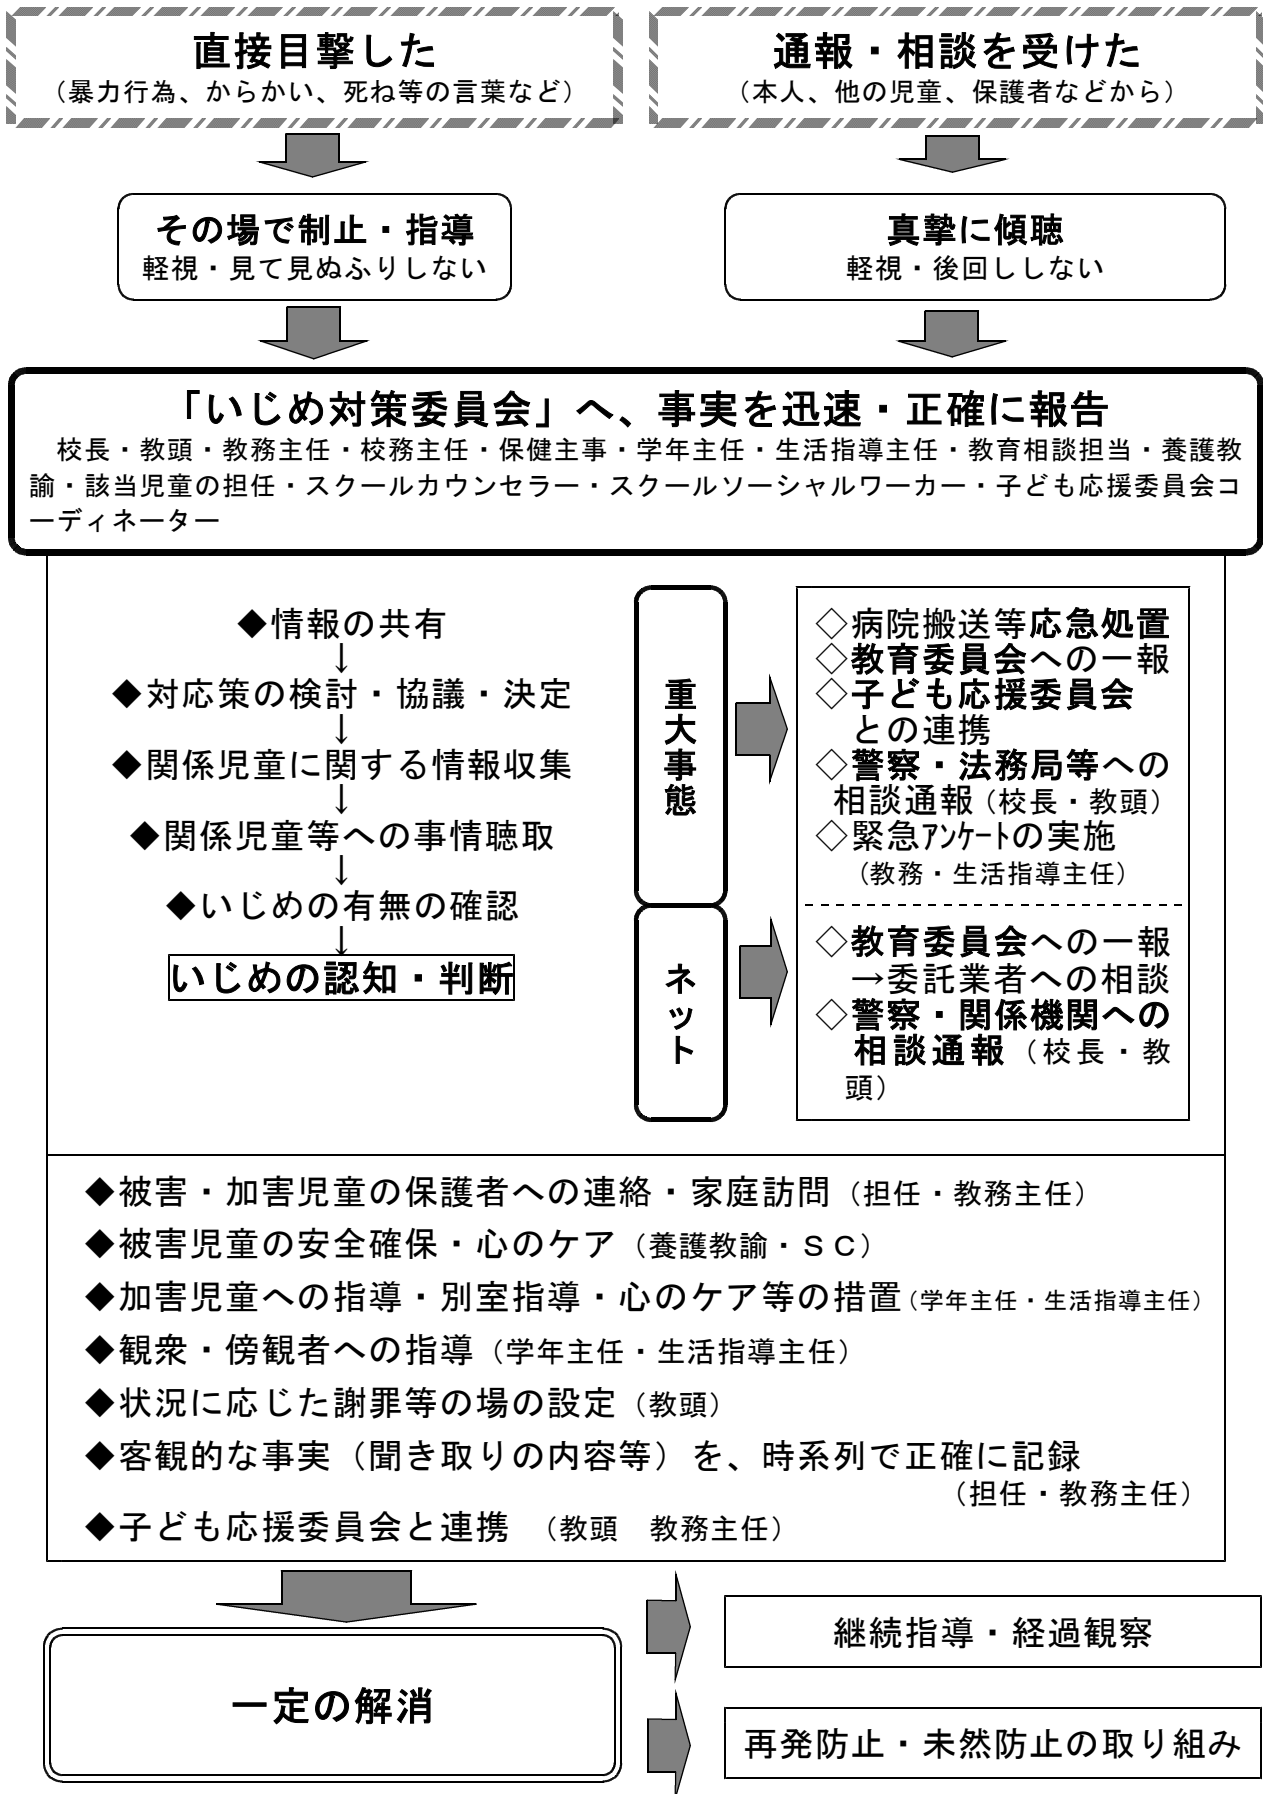 直接目撃した
（暴力行為、からかい、死ね等の言葉など）
通報・相談を受けた
（本人、他の児童、保護者などから）
その場で制止・指導
軽視・見て見ぬふりしない
真摯に傾聴
軽視・後回ししない
「いじめ対策委員会」へ、事実を迅速・正確に報告
校長・教頭・教務主任・校務主任・保健主事・学年主任・生活指導主任・教育相談担当・養護教
諭・該当児童の担任・スクールカウンセラー・スクールソーシャルワーカー・子ども応援委員会コ
ーディネーター
◆情報の共有
↓
◆対応策の検討・協議・決定
↓
◆関係児童に関する情報収集
↓
◆関係児童等への事情聴取
↓
◆いじめの有無の確認
↓
いじめの認知・判断
重大事態
◇病院搬送等応急処置
◇教育委員会への一報
◇子ども応援委員会
との連携
◇警察・法務局等への
相談通報（校長・教頭）
◇緊急ｱﾝｹｰﾄの実施
（教務・生活指導主任）
ネット
◇教育委員会への一報
→委託業者への相談
◇警察・関係機関への
相談通報（校長・教
頭）
◆被害・加害児童の保護者への連絡・家庭訪問（担任・教務主任）
◆被害児童の安全確保・心のケア（養護教諭・ＳＣ）
◆加害児童への指導・別室指導・心のケア等の措置（学年主任・生活指導主任）
◆観衆・傍観者への指導（学年主任・生活指導主任）
◆状況に応じた謝罪等の場の設定（教頭）
◆客観的な事実（聞き取りの内容等）を、時系列で正確に記録
（担任・教務主任）
◆子ども応援委員会と連携　（教頭　教務主任）
一定の解消
継続指導・経過観察
再発防止・未然防止の取り組み